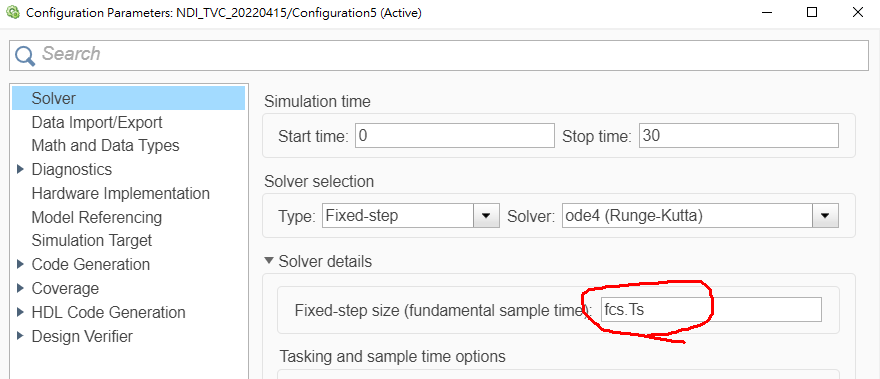 Configuration Parameters: NDI_TVC_20220415/Configuration5 (Active)
Search
Solver
Data Import/Export
Math and Data Types
Diagnostics
Hardware Implementation
Model Referencing
Simulation Target
Code Generation
Coverage
HDL Code Generation
Design Verifier
Simulation time
Start time: 0 Stop time: 30
Solver selection
Type: Fixed-step Solver: ode4 (Runge-Kutta)
Solver details
Fixed-step size (fundamental sample time): fcs.Ts
Tasking and sample time options